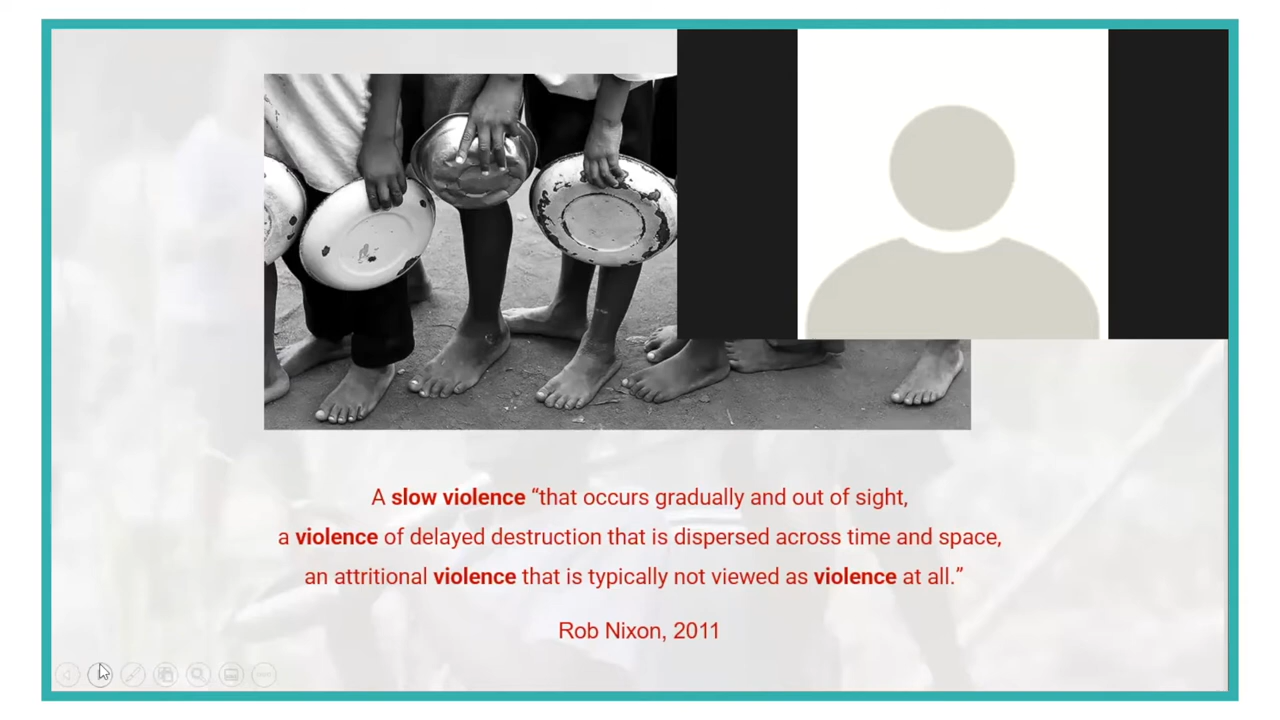 A slow violence “that occurs gradually and out of sight,
a violence of delayed destruction that is dispersed across time and space,
an attritional violence that is typically not viewed as violence at all.”
Rob Nixon, 2011